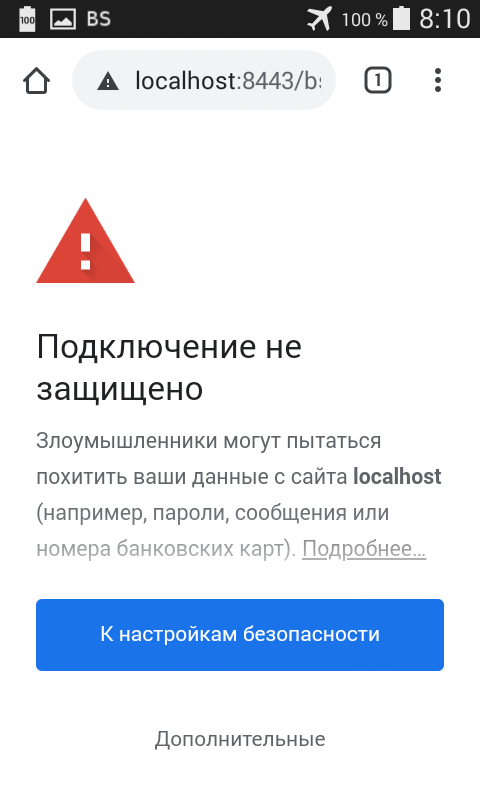 100 BS 100 % 8:10
localhost:8443/bs 1
Подключение не
защищено
Злоумышленники могут пытаться
похитить ваши данные с сайта localhost
(например, пароли, сообщения или
номера банковских карт). Подробнее…
К настройкам безопасности
Дополнительные